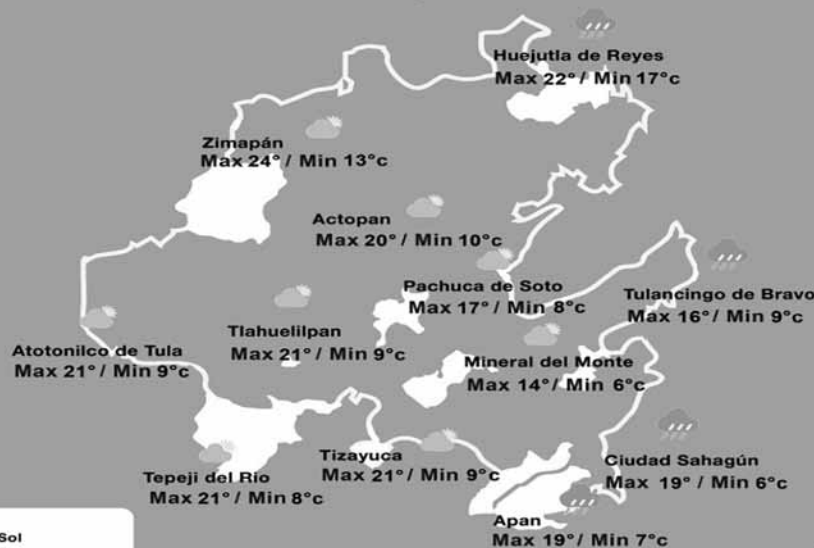 Huejutla de Reyes
Max 22° / Min 17°c
Zimapán
Max 24° / Min 13°c
Actopan
Max 20° / Min 10°c
Pachuca de Soto
Max 17° / Min 8°c
Tulancingo de Bravo
Max 16° / Min 9°c
Tlahuelilpan
Max 21° / Min 9°c
Atotonilco de Tula
Max 21° / Min 9°c
Mineral del Monte
Max 14° / Min 6°c
Tizayuca
Max 21° / Min 9°c
Ciudad Sahagún
Max 19° / Min 6°c
Tepeji del Rio
Max 21° / Min 8°c
Apan
Max 19° / Min 7°c
Sol